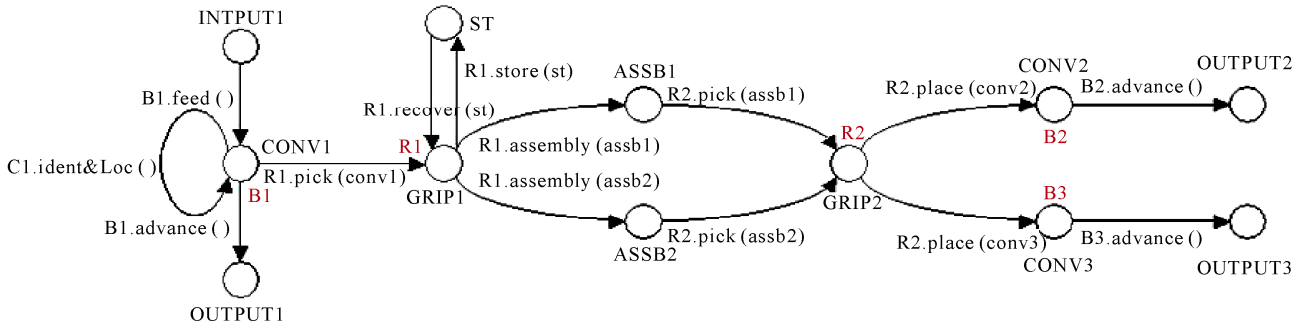 INTPUT1
B1.feed ()
C1.ident&Loc ()
CONV1
B1
B1.advance ()
OUTPUT1
R1.pick (conv1)
ST
R1.store (st)
R1.recover (st)
R1
GRIP1
ASSB1
R1.assembly (assb1)
R1.assembly (assb2)
ASSB2
R2.pick (assb1)
R2.pick (assb2)
R2
GRIP2
R2.place (conv2)
R2.place (conv3)
CONV2
B2
B2.advance ()
OUTPUT2
B3
CONV3
B3.advance ()
OUTPUT3